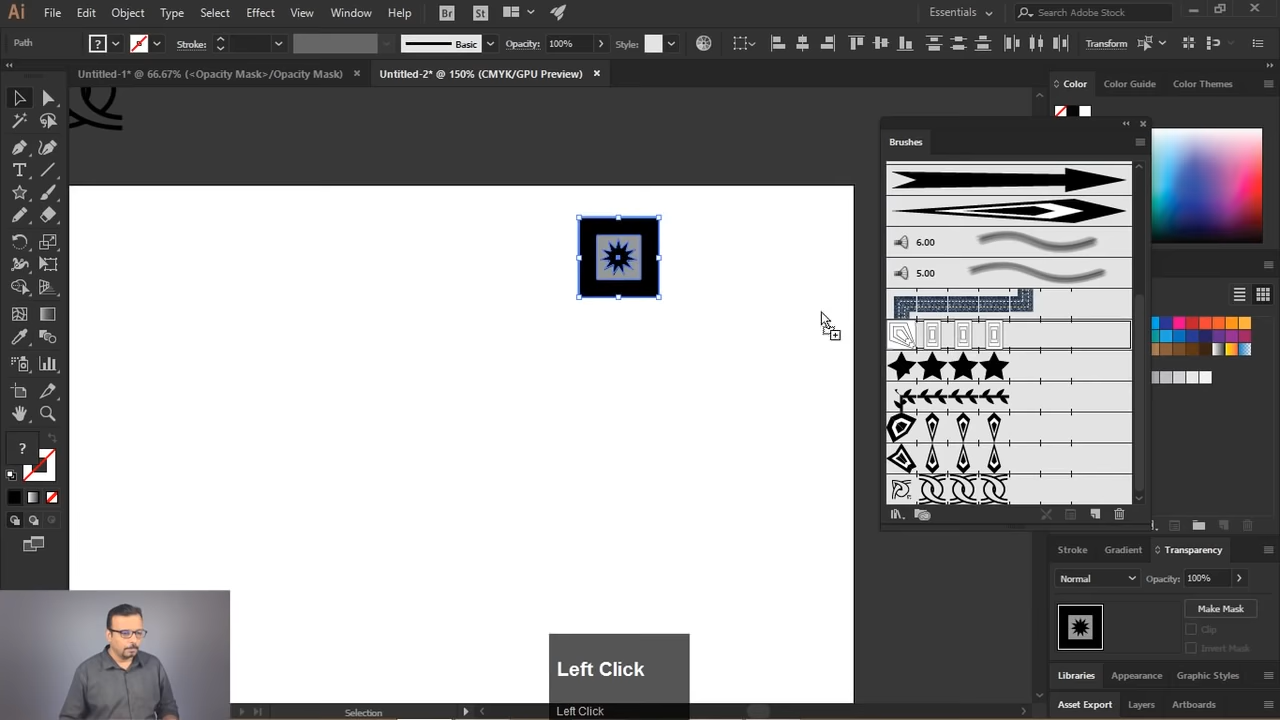 Ai File Edit Object Type Select Effect View Window Help Br St Essentials Search Adobe Stock
Path ? Stroke: Basic Opacity: 100% Style: Transform
Untitled-1* @ 66.67% (<Opacity Mask>/Opacity Mask) × Untitled-2* @ 150% (CMYK/GPU Preview) ×
Color Color Guide Color Themes
Brushes
6.00
5.00
?
Stroke Gradient Transparency
Normal Opacity: 100%
Make Mask
Clip
Invert Mask
Left Click
Libraries Appearance Graphic Styles
Asset Export Layers Artboards
Selection
Left Click